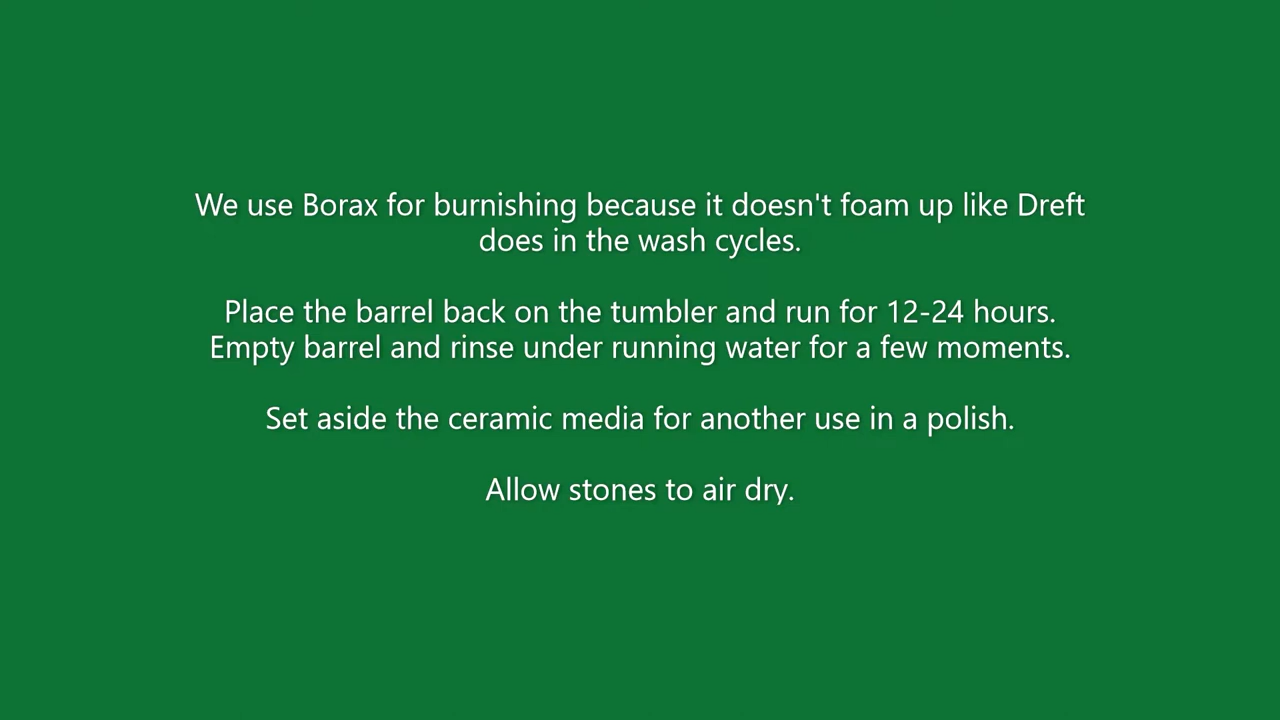 We use Borax for burnishing because it doesn't foam up like Dreft
does in the wash cycles.
Place the barrel back on the tumbler and run for 12-24 hours.
Empty barrel and rinse under running water for a few moments.
Set aside the ceramic media for another use in a polish.
Allow stones to air dry.